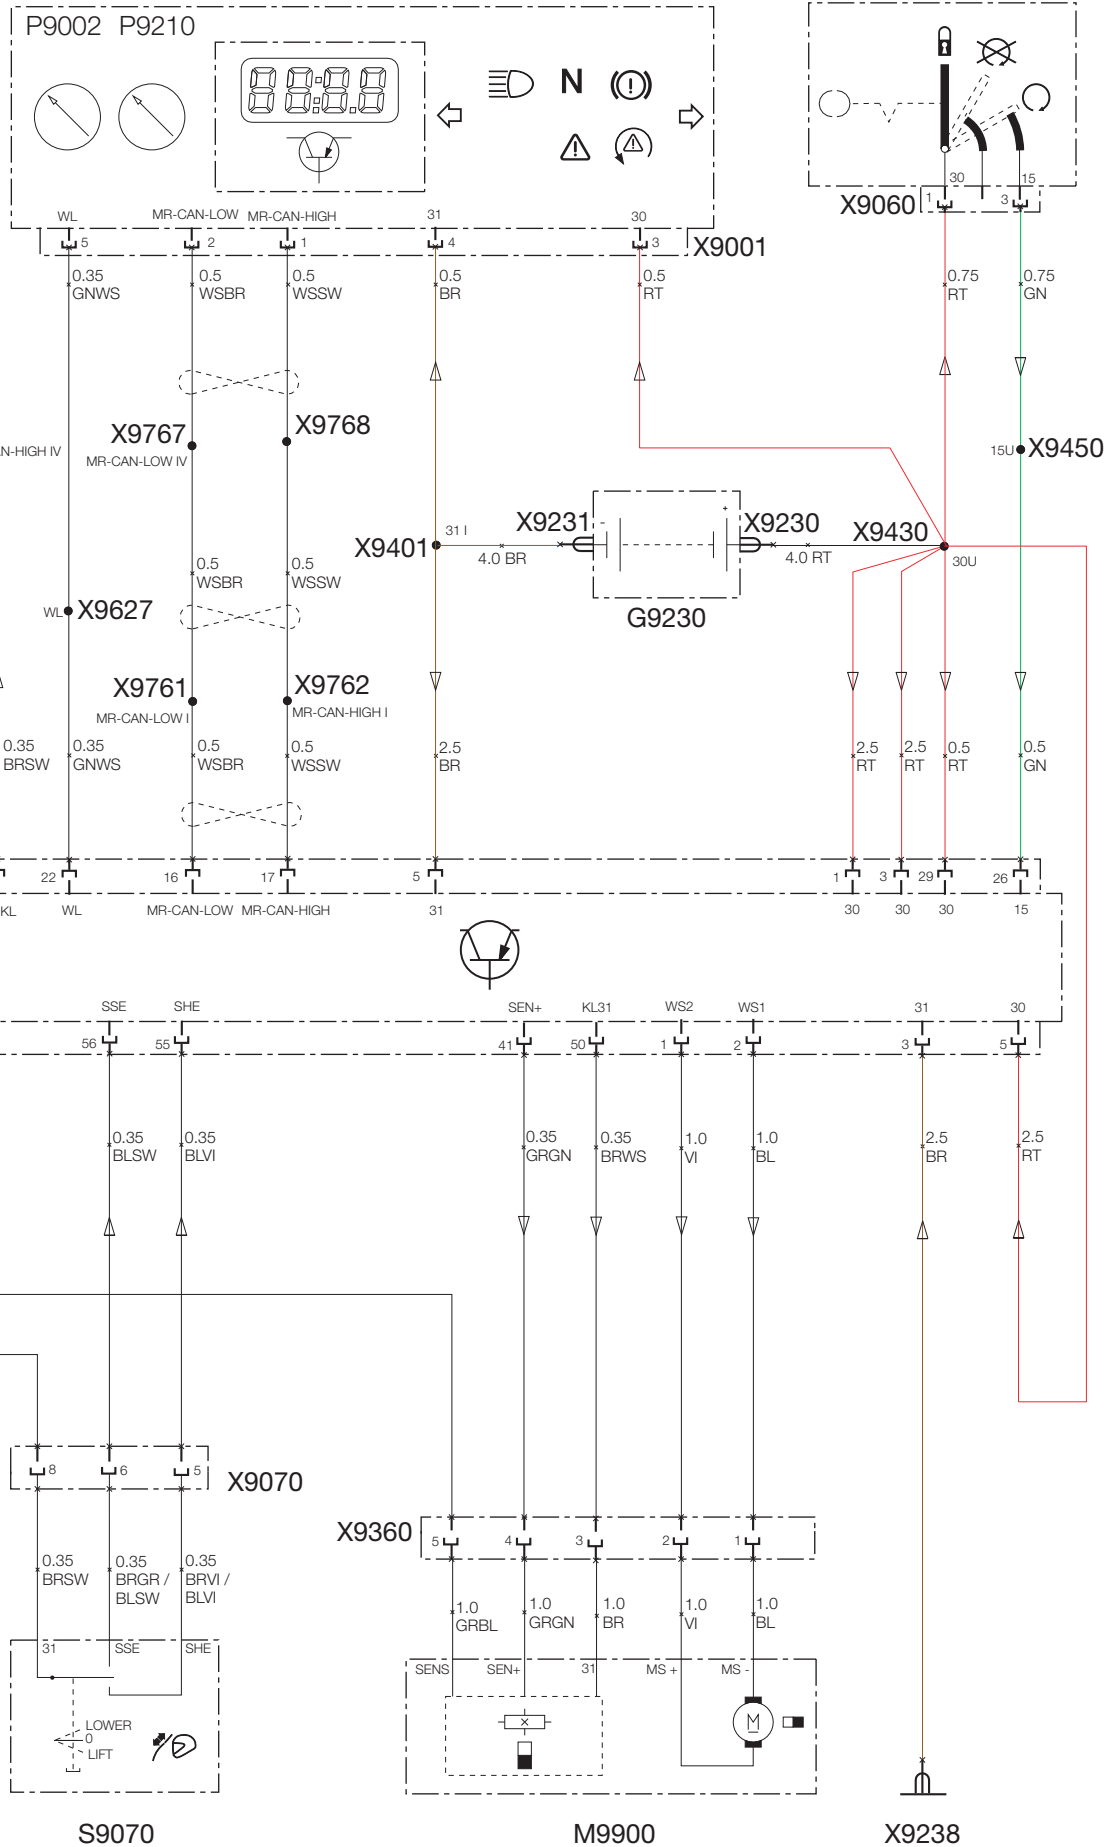 P9002 P9210
88:8.8
N
30 15
1 3
X9060
WL MR-CAN-LOW MR-CAN-HIGH 31 30
5 2 1 4 3
X9001
0.35 GNWS
0.5 WSBR
0.5 WSSW
0.5 BR
0.5 RT
0.75 RT
0.75 GN
X9767
MR-CAN-LOW IV
X9768
N-HIGH IV
15U X9450
X9401
31 I
4.0 BR
X9231 -
+ X9230
4.0 RT
X9430
30U
G9230
0.5 WSBR
0.5 WSSW
WL X9627
X9761
MR-CAN-LOW I
X9762
MR-CAN-HIGH I
0.35 BRSW
0.35 GNWS
0.5 WSBR
0.5 WSSW
2.5 BR
2.5 RT
2.5 RT
0.5 RT
0.5 GN
22 16 17 5 1 3 29 26
KL WL MR-CAN-LOW MR-CAN-HIGH 31 30 30 30 15
SSE SHE SEN+ KL31 WS2 WS1 31 30
56 55 41 50 1 2 3 5
0.35 BLSW
0.35 BLVI
0.35 GRGN
0.35 BRWS
1.0 VI
1.0 BL
2.5 BR
2.5 RT
8 6 5
X9070
X9360
5 4 3 2 1
0.35 BRSW
0.35 BRGR / BLSW
0.35 BRVI / BLVI
1.0 GRBL
1.0 GRGN
1.0 BR
1.0 VI
1.0 BL
31 SSE SHE
SENS SEN+ 31 MS + MS -
LOWER
0
LIFT
M
S9070
M9900
X9238